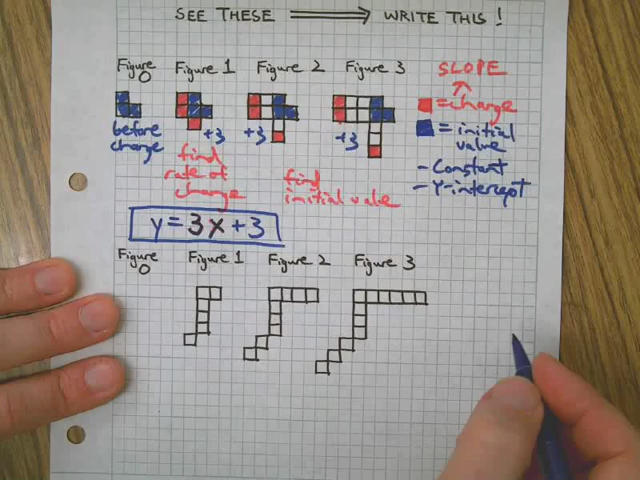 SEE THESE ⟹ WRITE THIS !
Figure 0 Figure 1 Figure 2 Figure 3
SLOPE
↑
= change
= initial value
- Constant
- Y-intercept
before change
+3 +3 +3
find rate of change
find initial value
y = 3x + 3
Figure 0 Figure 1 Figure 2 Figure 3